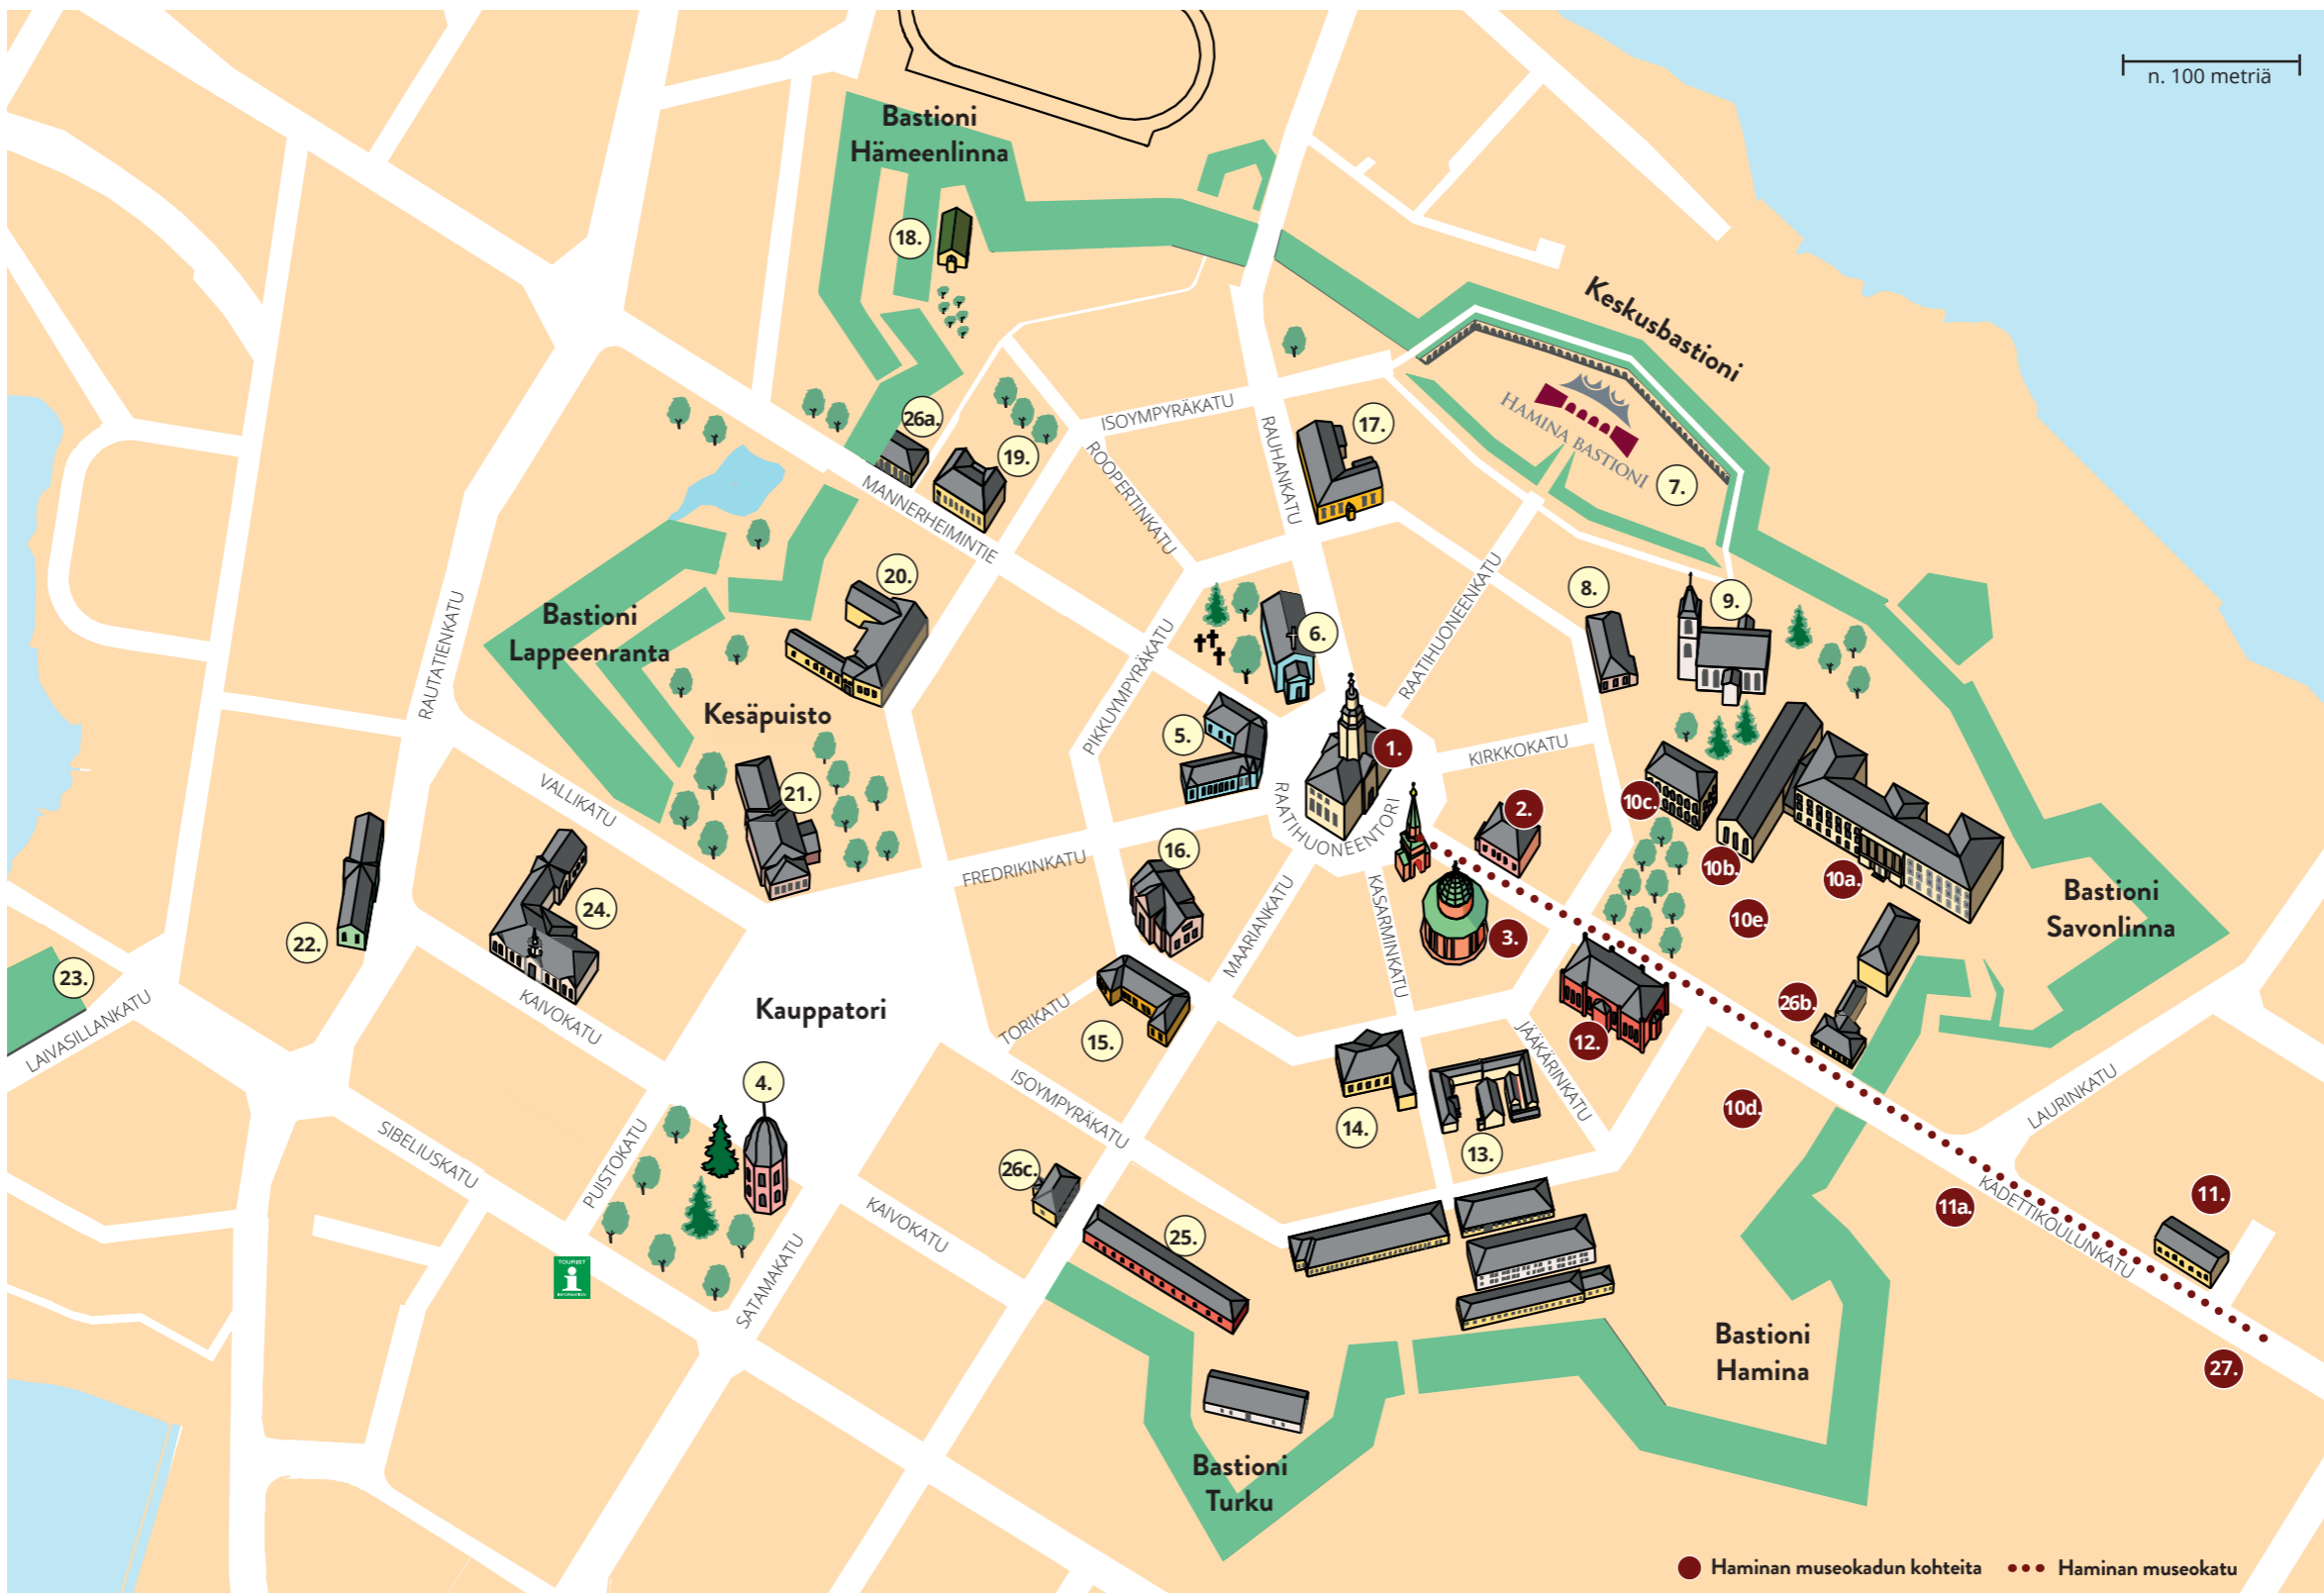 n. 100 metriä
Bastioni
Hämeenlinna
18.
Keskusbastioni
HAMINA BASTIONI
7.
26a.
19.
ISOYMPYRÄKATU
17.
ROOPERTINKATU
RAUHANKATU
MANNERHEIMINTIE
20.
Bastioni
Lappeenranta
RAUTATIENKATU
Kesäpuisto
PIKKUYMPYRÄKATU
6.
RAATIHUONEENKATU
8.
9.
5.
1.
KIRKKOKATU
RAATIHUONEENTORI
VALLIKATU
21.
2.
10c.
16.
FREDRIKINKATU
10b.
10a.
10e.
3.
KASARMINKATU
MAARIANKATU
Bastioni
Savonlinna
24.
22.
23.
LAIVASILLANKATU
KAIVOKATU
Kauppatori
TORIKATU
15.
12.
26b.
JÄÄKÄRINKATU
4.
ISOYMPYRÄKATU
14.
13.
10d.
LAURINKATU
SIBELIUSKATU
PUISTOKATU
26c.
KAIVOKATU
25.
SATAMAKATU
11a.
11.
KADETTIKOULUNKATU
TOURIST
i
INFORMATION
Bastioni
Hamina
27.
Bastioni
Turku
Haminan museokadun kohteita
Haminan museokatu